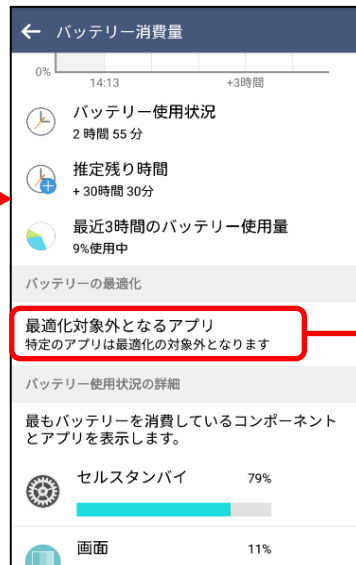 バッテリー消費量
0%
14:13 +3時間
バッテリー使用状況
2 時間 55 分
推定残り時間
+ 30時間 30分
最近3時間のバッテリー使用量
9%使用中
バッテリーの最適化
最適化対象外となるアプリ
特定のアプリは最適化の対象外となります
バッテリー使用状況の詳細
最もバッテリーを消費しているコンポーネント
とアプリを表示します。
セルスタンバイ 79%
画面 11%